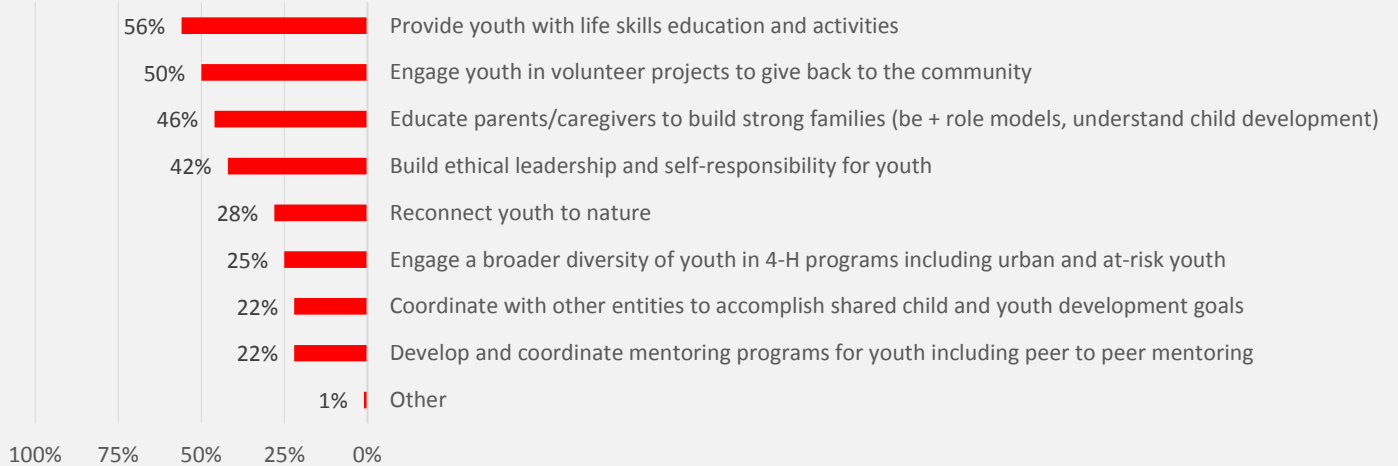 56% Provide youth with life skills education and activities
50% Engage youth in volunteer projects to give back to the community
46% Educate parents/caregivers to build strong families (be + role models, understand child development)
42% Build ethical leadership and self-responsibility for youth
28% Reconnect youth to nature
25% Engage a broader diversity of youth in 4-H programs including urban and at-risk youth
22% Coordinate with other entities to accomplish shared child and youth development goals
22% Develop and coordinate mentoring programs for youth including peer to peer mentoring
1% Other
100% 75% 50% 25% 0%